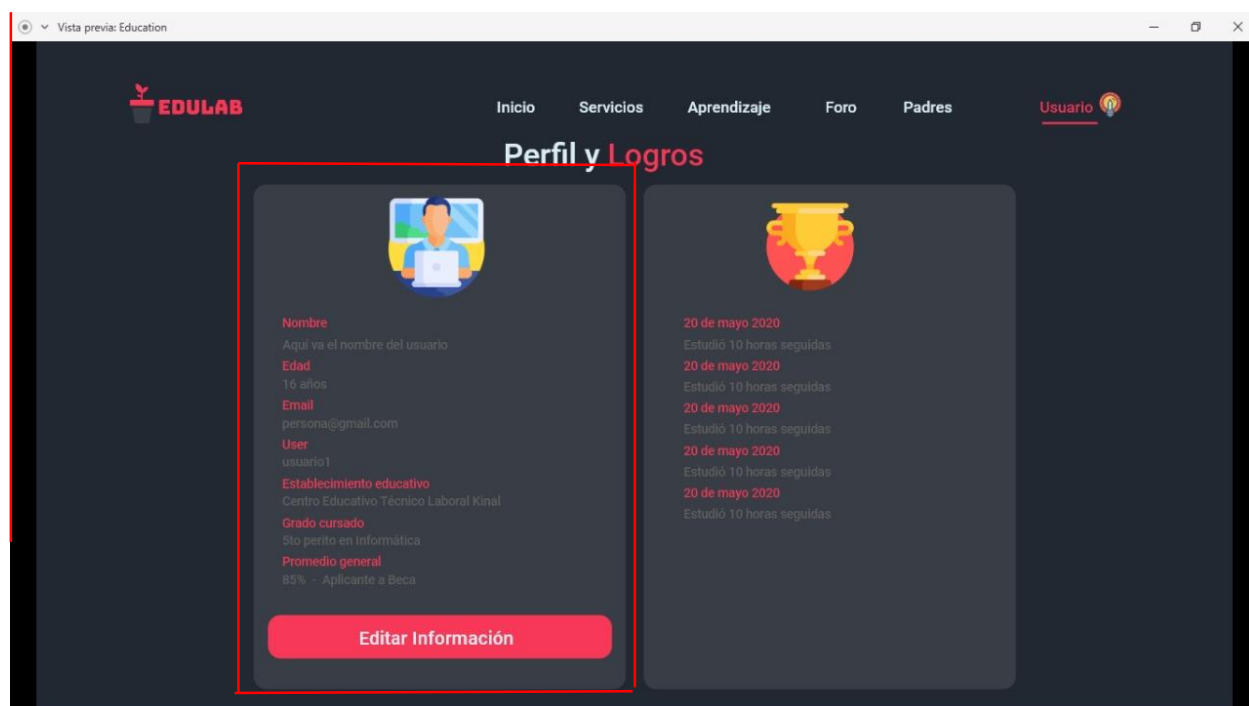 Vista previa: Education
EDULAB
Inicio Servicios Aprendizaje Foro Padres Usuario
Perfil y Logros
Nombre
Aqui va el nombre del usuario
Edad
16 años
Email
persona@gmail.com
User
usuario1
Establecimiento educativo
Centro Educativo Técnico Laboral Kinal
Grado cursado
5to perito en Informática
Promedio general
85% - Aplicante a Beca
Editar Información
20 de mayo 2020
Estudió 10 horas seguidas
20 de mayo 2020
Estudió 10 horas seguidas
20 de mayo 2020
Estudió 10 horas seguidas
20 de mayo 2020
Estudió 10 horas seguidas
20 de mayo 2020
Estudió 10 horas seguidas